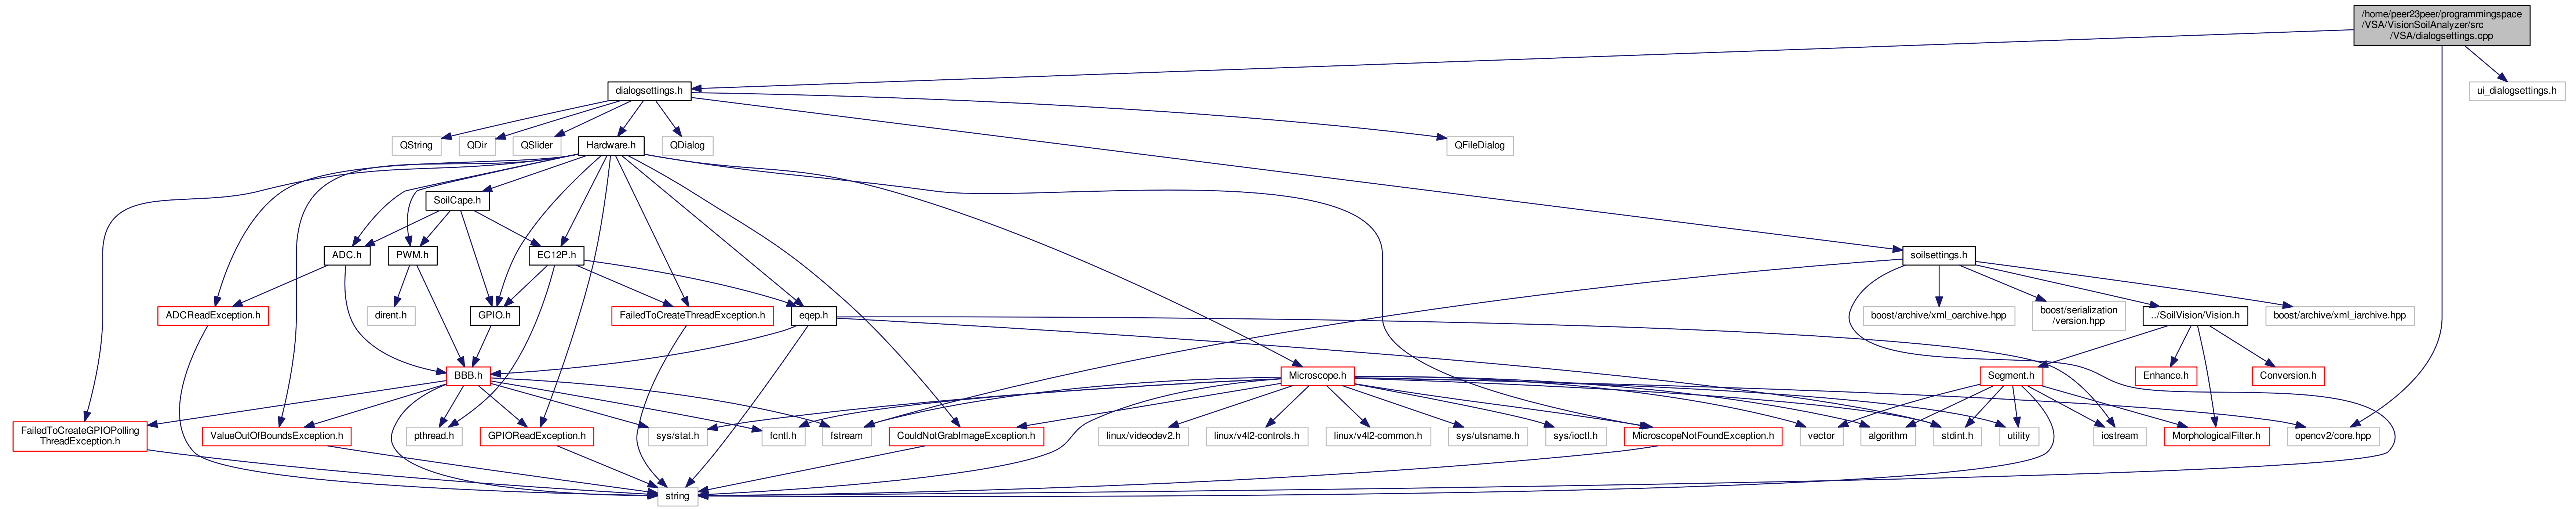 /home/peer23peer/programmingspace
/VSA/VisionSoilAnalyzer/src
/VSA/dialogsettings.cpp
dialogsettings.h
ui_dialogsettings.h
QString
QDir
QSlider
Hardware.h
QDialog
QFileDialog
SoilCape.h
ADC.h
PWM.h
EC12P.h
soilsettings.h
ADCReadException.h
dirent.h
GPIO.h
FailedToCreateThreadException.h
eqep.h
boost/archive/xml_oarchive.hpp
boost/serialization
/version.hpp
../SoilVision/Vision.h
boost/archive/xml_iarchive.hpp
BBB.h
Microscope.h
Segment.h
Enhance.h
Conversion.h
FailedToCreateGPIOPolling
ThreadException.h
ValueOutOfBoundsException.h
pthread.h
GPIOReadException.h
sys/stat.h
fcntl.h
fstream
CouldNotGrabImageException.h
linux/videodev2.h
linux/v4l2-controls.h
linux/v4l2-common.h
sys/utsname.h
sys/ioctl.h
MicroscopeNotFoundException.h
vector
algorithm
stdint.h
utility
iostream
MorphologicalFilter.h
opencv2/core.hpp
string